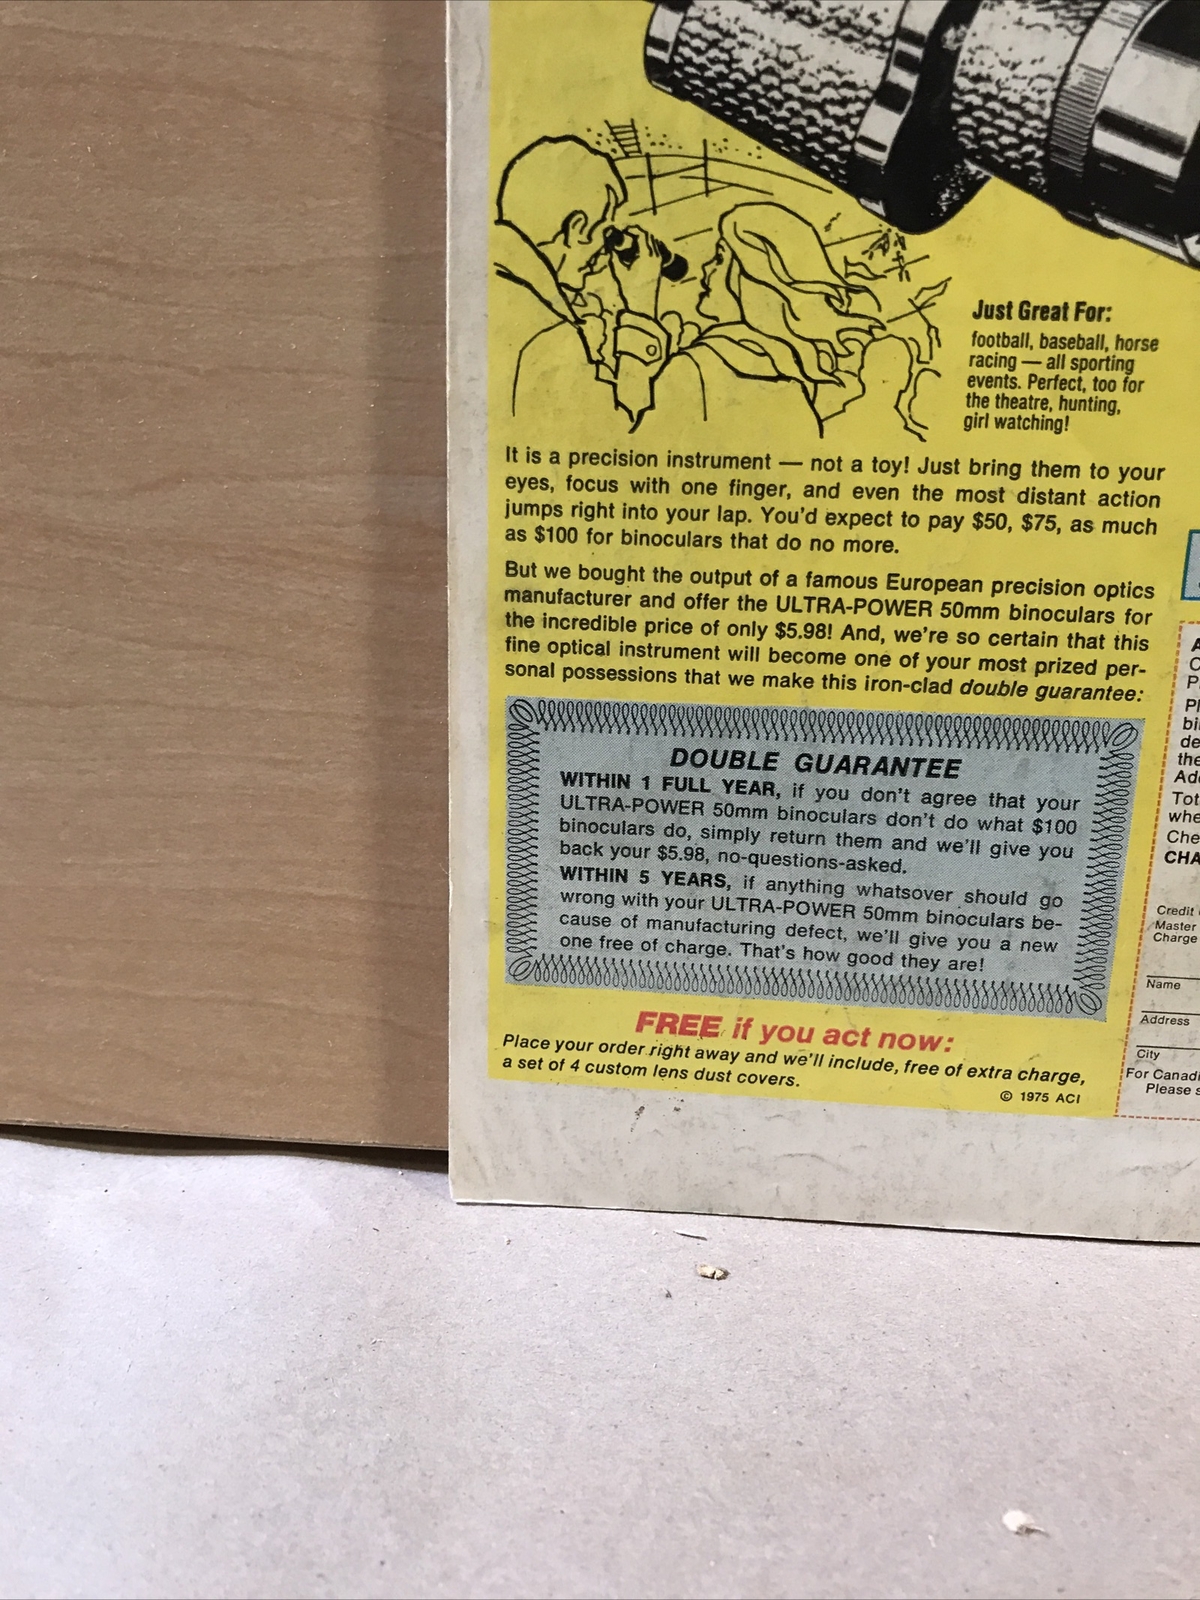 Just Great For:
football, baseball, horse
racing — all sporting
events. Perfect, too for
the theatre, hunting,
girl watching!
It is a precision instrument — not a toy! Just bring them to your
eyes, focus with one finger, and even the most distant action
jumps right into your lap. You'd expect to pay $50, $75, as much
as $100 for binoculars that do no more.
But we bought the output of a famous European precision optics
manufacturer and offer the ULTRA-POWER 50mm binoculars for
the incredible price of only $5.98! And, we're so certain that this
fine optical instrument will become one of your most prized per-
sonal possessions that we make this iron-clad double guarantee:
DOUBLE GUARANTEE
WITHIN 1 FULL YEAR, if you don't agree that your
ULTRA-POWER 50mm binoculars don't do what $100
binoculars do, simply return them and we'll give you
back your $5.98, no-questions-asked.
WITHIN 5 YEARS, if anything whatsover should go
wrong with your ULTRA-POWER 50mm binoculars be-
cause of manufacturing defect, we'll give you a new
one free of charge. That's how good they are!
FREE if you act now:
Place your order right away and we'll include, free of extra charge,
a set of 4 custom lens dust covers.
© 1975 ACI
Credit
Master
Charge
Name
Address
City
For
Please